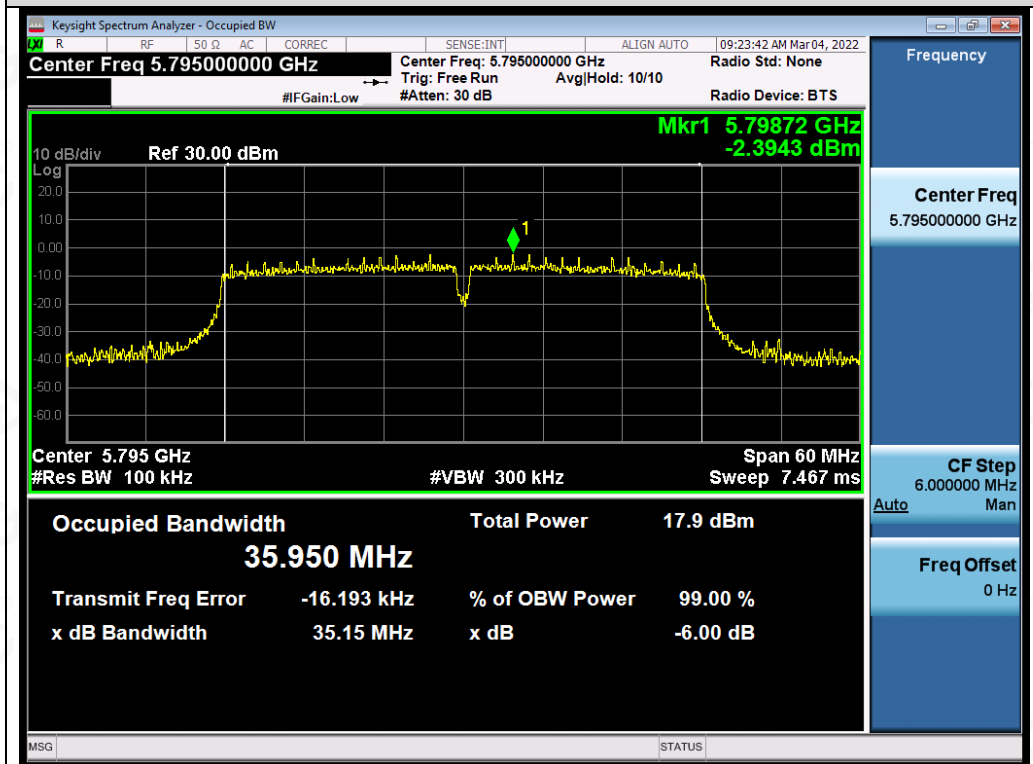 Keysight Spectrum Analyzer - Occupied BW
LXI R RF 50 Ω AC CORREC SENSE:INT ALIGN AUTO 09:23:42 AM Mar 04, 2022
Center Freq 5.795000000 GHz
Center Freq: 5.795000000 GHz
Radio Std: None
Trig: Free Run Avg|Hold: 10/10
#IFGain:Low #Atten: 30 dB Radio Device: BTS
Mkr1 5.79872 GHz
-2.3943 dBm
10 dB/div Ref 30.00 dBm
Log
20.0
10.0
0.00
-10.0
-20.0
-30.0
-40.0
-50.0
-60.0
1
Center 5.795 GHz Span 60 MHz
#Res BW 100 kHz #VBW 300 kHz Sweep 7.467 ms
Occupied Bandwidth Total Power 17.9 dBm
35.950 MHz
Transmit Freq Error -16.193 kHz % of OBW Power 99.00 %
x dB Bandwidth 35.15 MHz x dB -6.00 dB
MSG STATUS
Frequency
Center Freq
5.795000000 GHz
CF Step
6.000000 MHz
Auto Man
Freq Offset
0 Hz